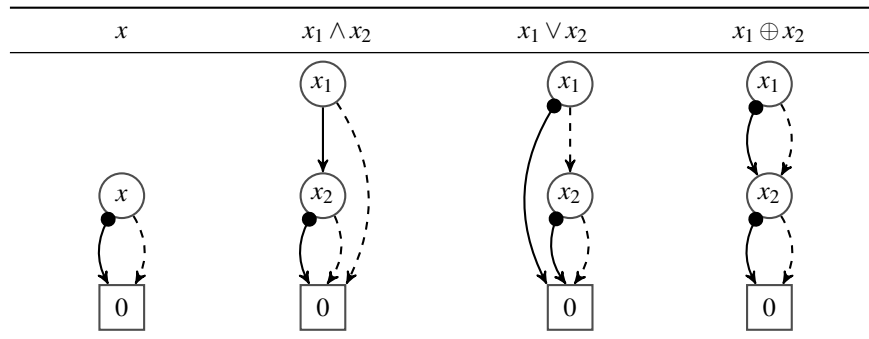 x x₁ ∧ x₂ x₁ ∨ x₂ x₁ ⊕ x₂
x₁ x₁ x₁
x x₂ x₂ x₂
0 0 0 0